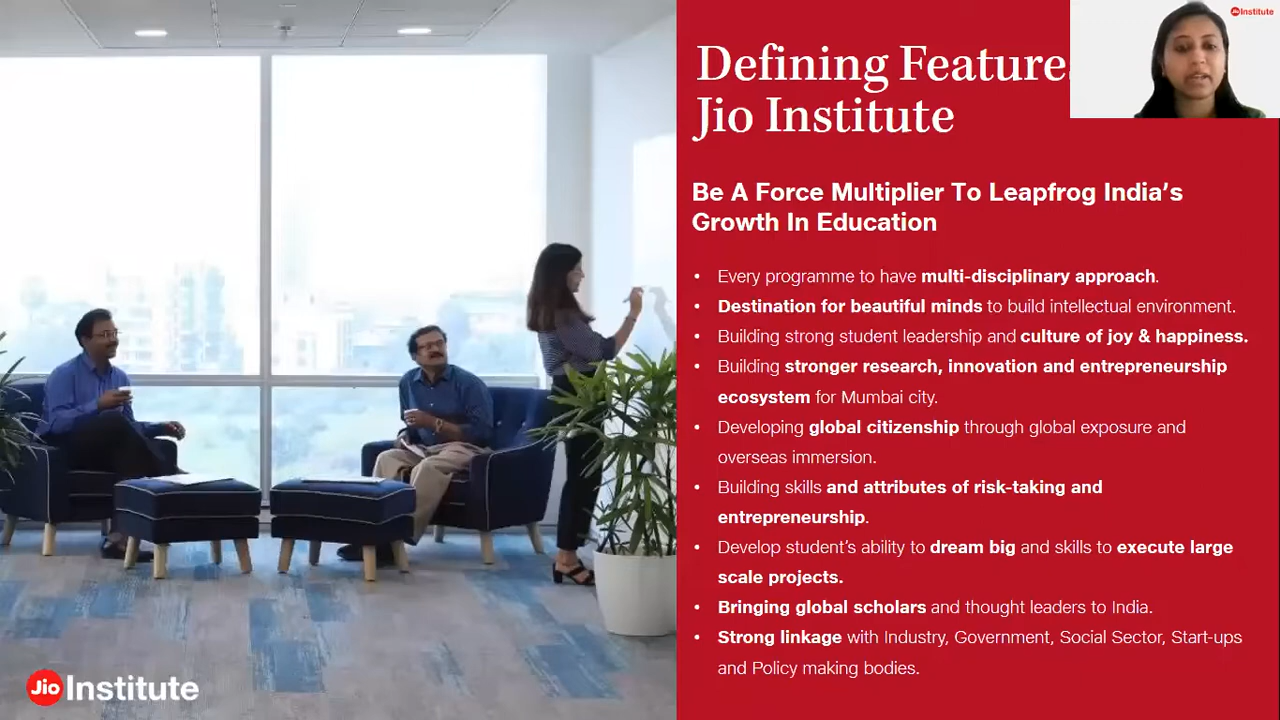 Defining Feature
Jio Institute
Jio Institute
Be A Force Multiplier To Leapfrog India's
Growth In Education
• Every programme to have multi-disciplinary approach.
• Destination for beautiful minds to build intellectual environment.
• Building strong student leadership and culture of joy & happiness.
• Building stronger research, innovation and entrepreneurship
ecosystem for Mumbai city.
• Developing global citizenship through global exposure and
overseas immersion.
• Building skills and attributes of risk-taking and
entrepreneurship.
• Develop student's ability to dream big and skills to execute large
scale projects.
• Bringing global scholars and thought leaders to India.
• Strong linkage with Industry, Government, Social Sector, Start-ups
and Policy making bodies.
Jio Institute